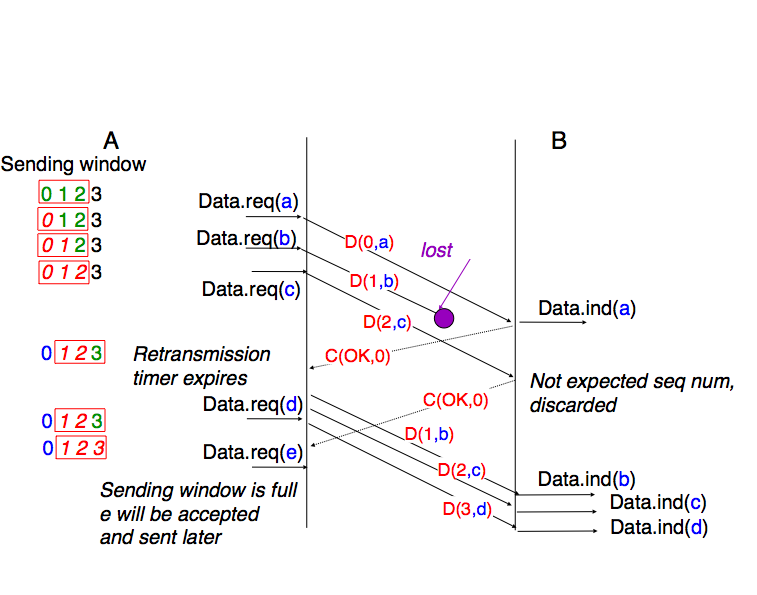 A
B
Sending window
0 1 2 3
Data.req(a)
0 1 2 3
Data.req(b)
D(0,a)
0 1 2 3
lost
0 1 2 3
D(1,b)
Data.req(c)
Data.ind(a)
D(2,c)
0 1 2 3
Retransmission
timer expires
C(OK,0)
Not expected seq num,
discarded
Data.req(d)
C(OK,0)
0 1 2 3
D(1,b)
0 1 2 3
Data.req(e)
D(2,c)
Data.ind(b)
Sending window is full
e will be accepted
and sent later
Data.ind(c)
D(3,d)
Data.ind(d)